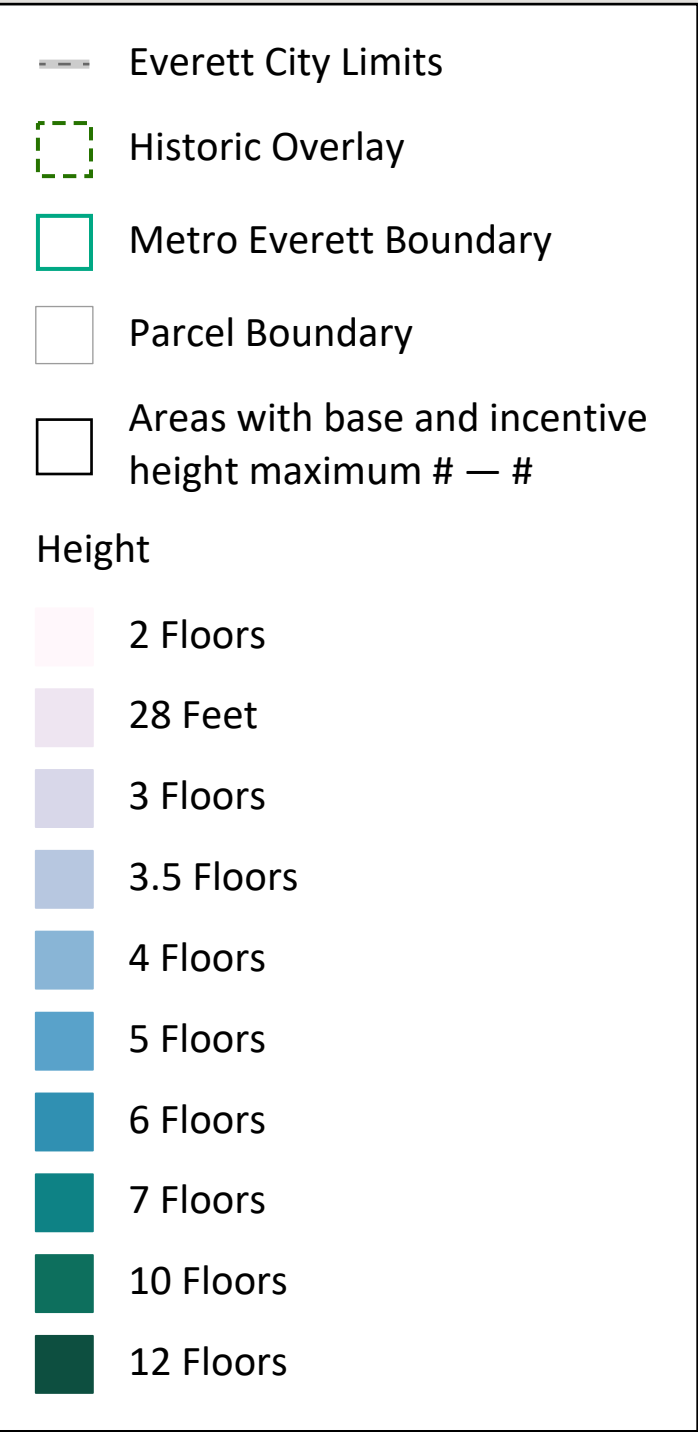 Everett City Limits
Historic Overlay
Metro Everett Boundary
Parcel Boundary
Areas with base and incentive
height maximum # — #
Height
2 Floors
28 Feet
3 Floors
3.5 Floors
4 Floors
5 Floors
6 Floors
7 Floors
10 Floors
12 Floors